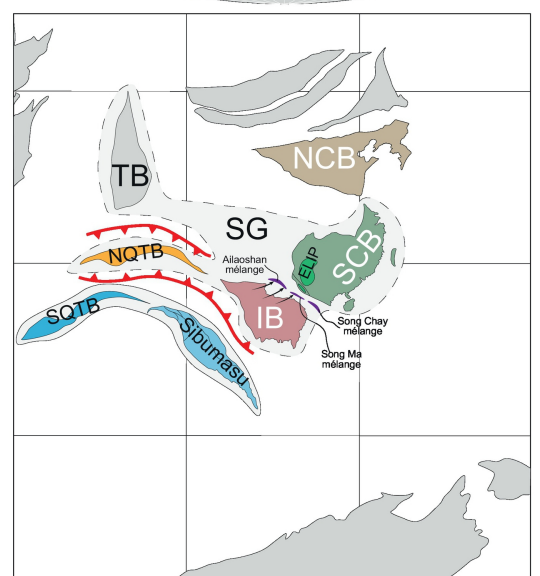 NCB
TB
SG
NQTB
Ailaoshan
mélange
ELIP
SCB
SQTB
IB
Sibumasu
Song Chay
mélange
Song Ma
mélange